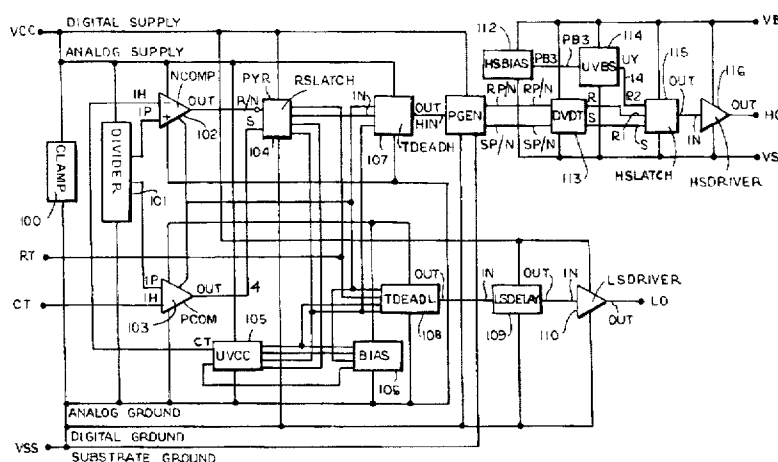 VCC
DIGITAL SUPPLY
ANALOG SUPPLY
112
114
VB
HSBIAS
PB3
PB3
UVBS
UY
115
14
NCOMP
IH
IP
OUT
102
PYR
RSLATCH
R/N
S
104
IN
OUT
HIN
107
TDEADH
PGEN
RP/N
RP/N
SP/N
SP/N
DVDT
113
R
S
R2
R1
S
OUT
IN
116
OUT
HO
VS
HSLATCH
HSDRIVER
CLAMP
100
DIVIDER
101
RT
CT
IP
IH
OUT
4
103
PCOM
CT
105
UVCC
BIAS
106
OUT
TDEADL
108
IN
LSDELAY
109
OUT
IN
LSDRIVER
110
OUT
LO
ANALOG GROUND
DIGITAL GROUND
VSS
SUBSTRATE GROUND